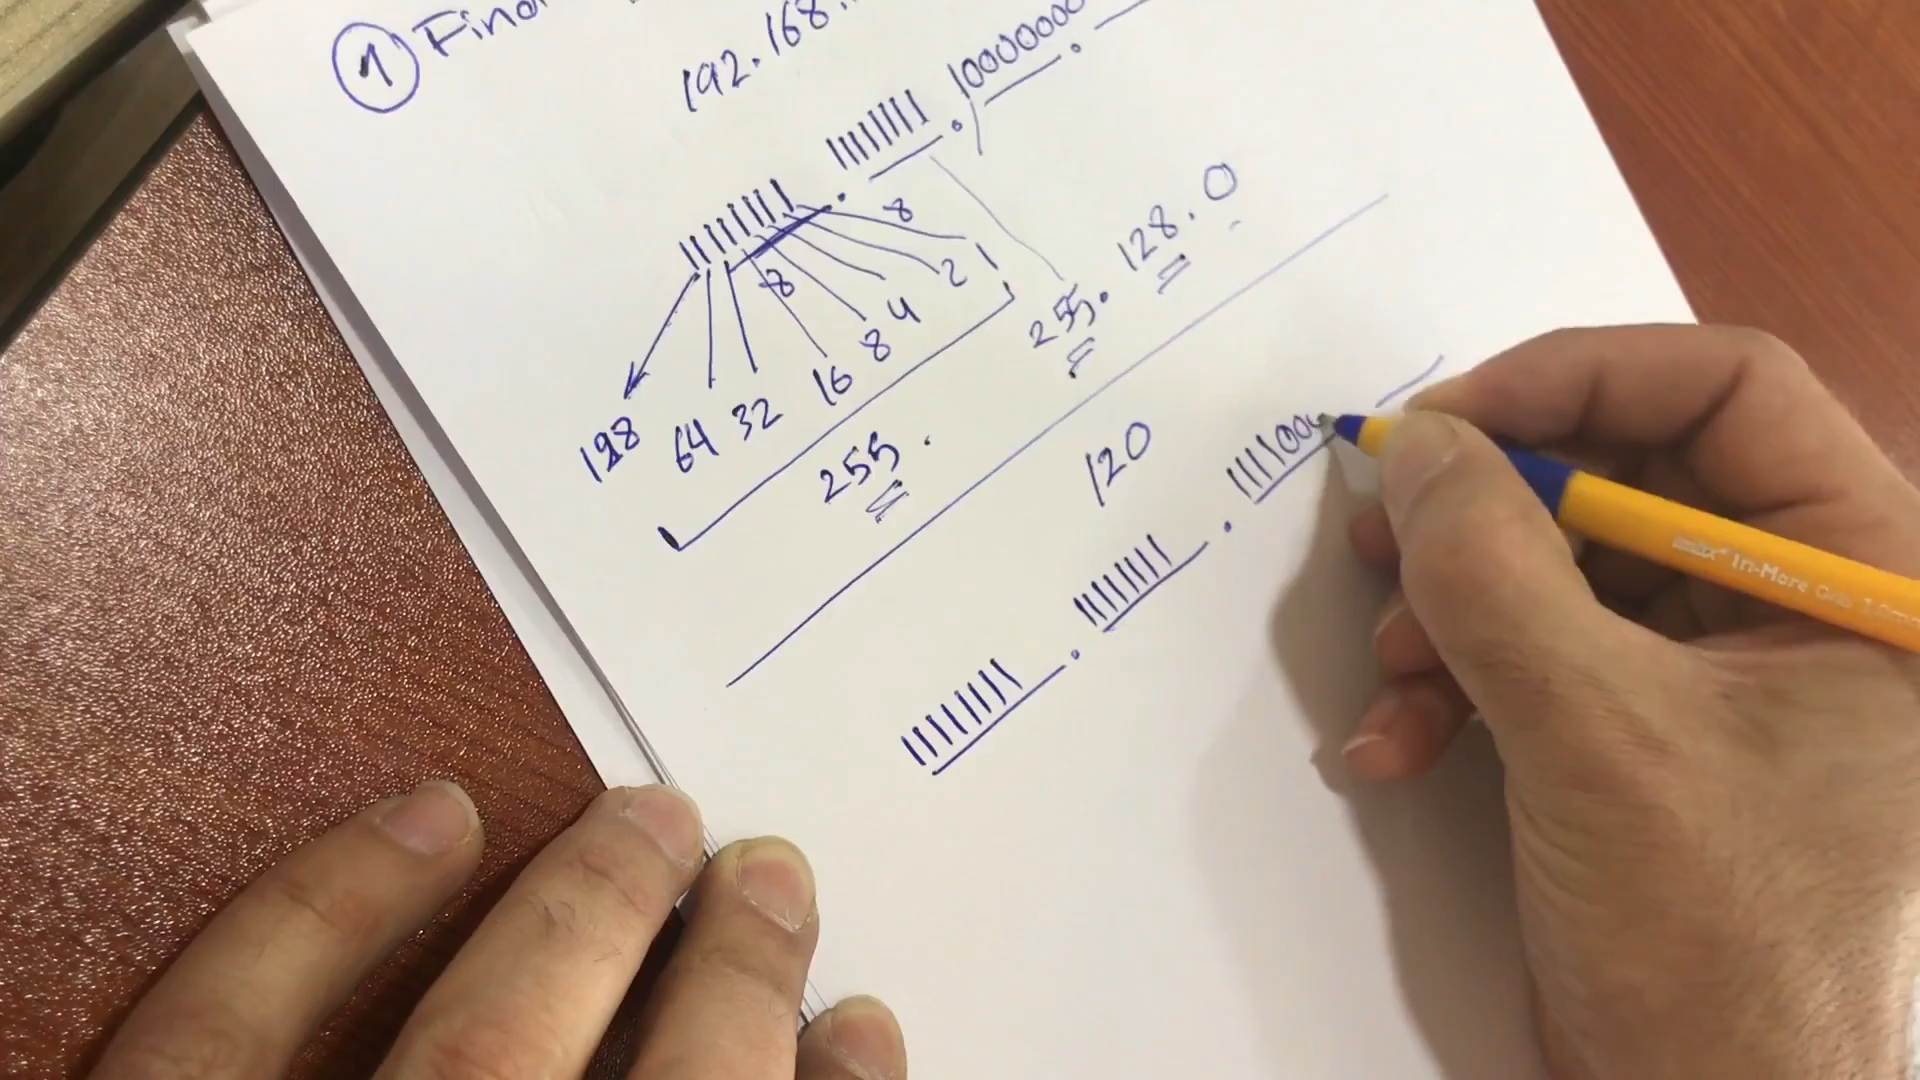 ① Find
192.168.
11111111 . 11111111 . 10000000 .
8 8
128 64 32 16 8 4 2 1
255 . 255 . 128 . 0
120
11111111 . 11111111 . 1111000